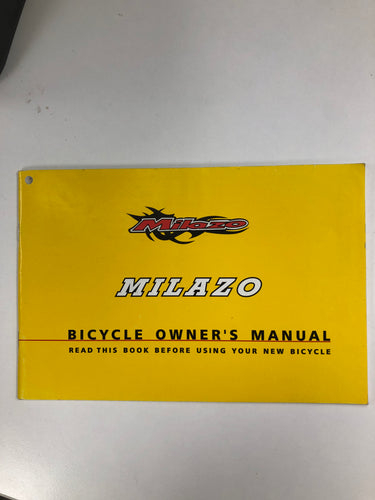 Milazo
MILAZO
BICYCLE OWNER'S MANUAL
READ THIS BOOK BEFORE USING YOUR NEW BICYCLE